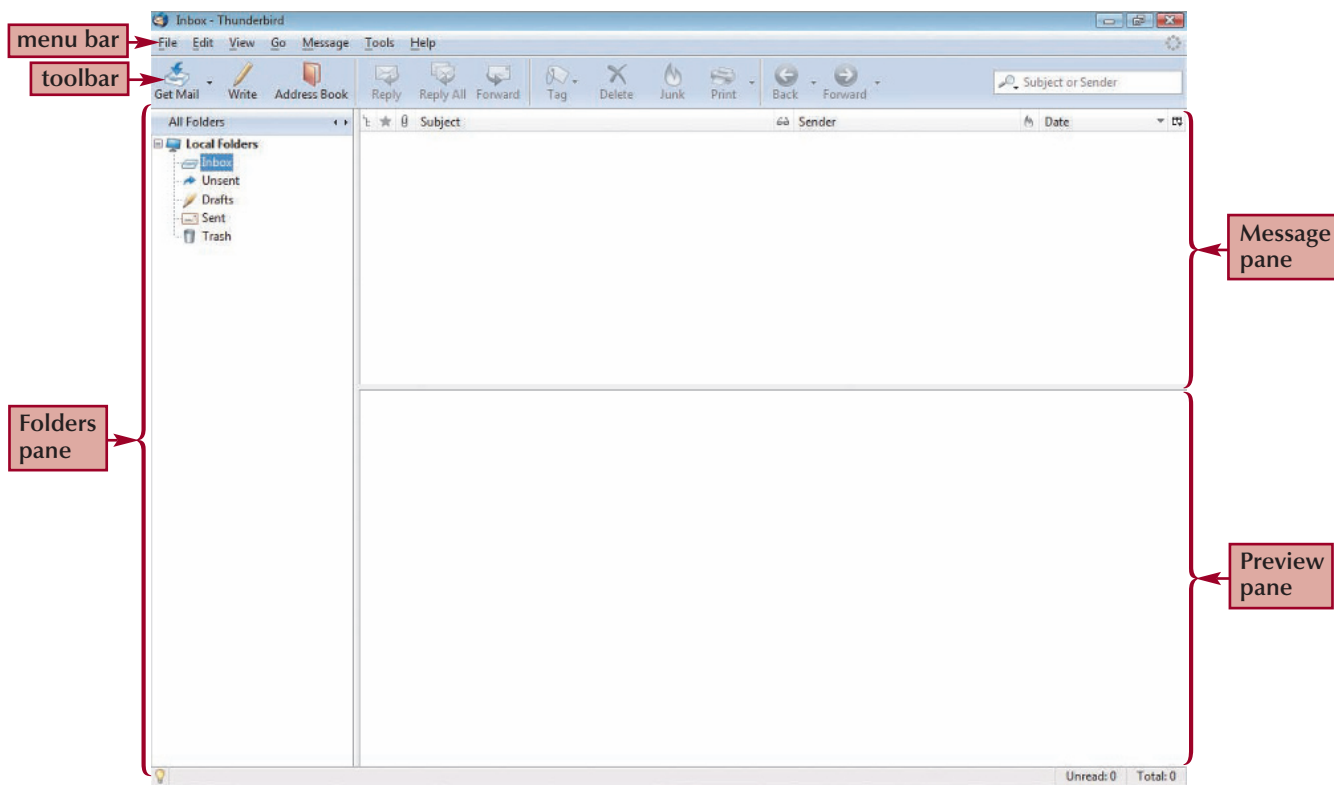 Inbox - Thunderbird
menu bar
File Edit View Go Message Tools Help
toolbar
Get Mail Write Address Book Reply Reply All Forward Tag Delete Junk Print Back Forward Subject or Sender
All Folders Subject Sender Date
Local Folders
Inbox
Unsent
Drafts
Sent
Trash
Message
pane
Folders
pane
Preview
pane
Unread: 0 Total: 0